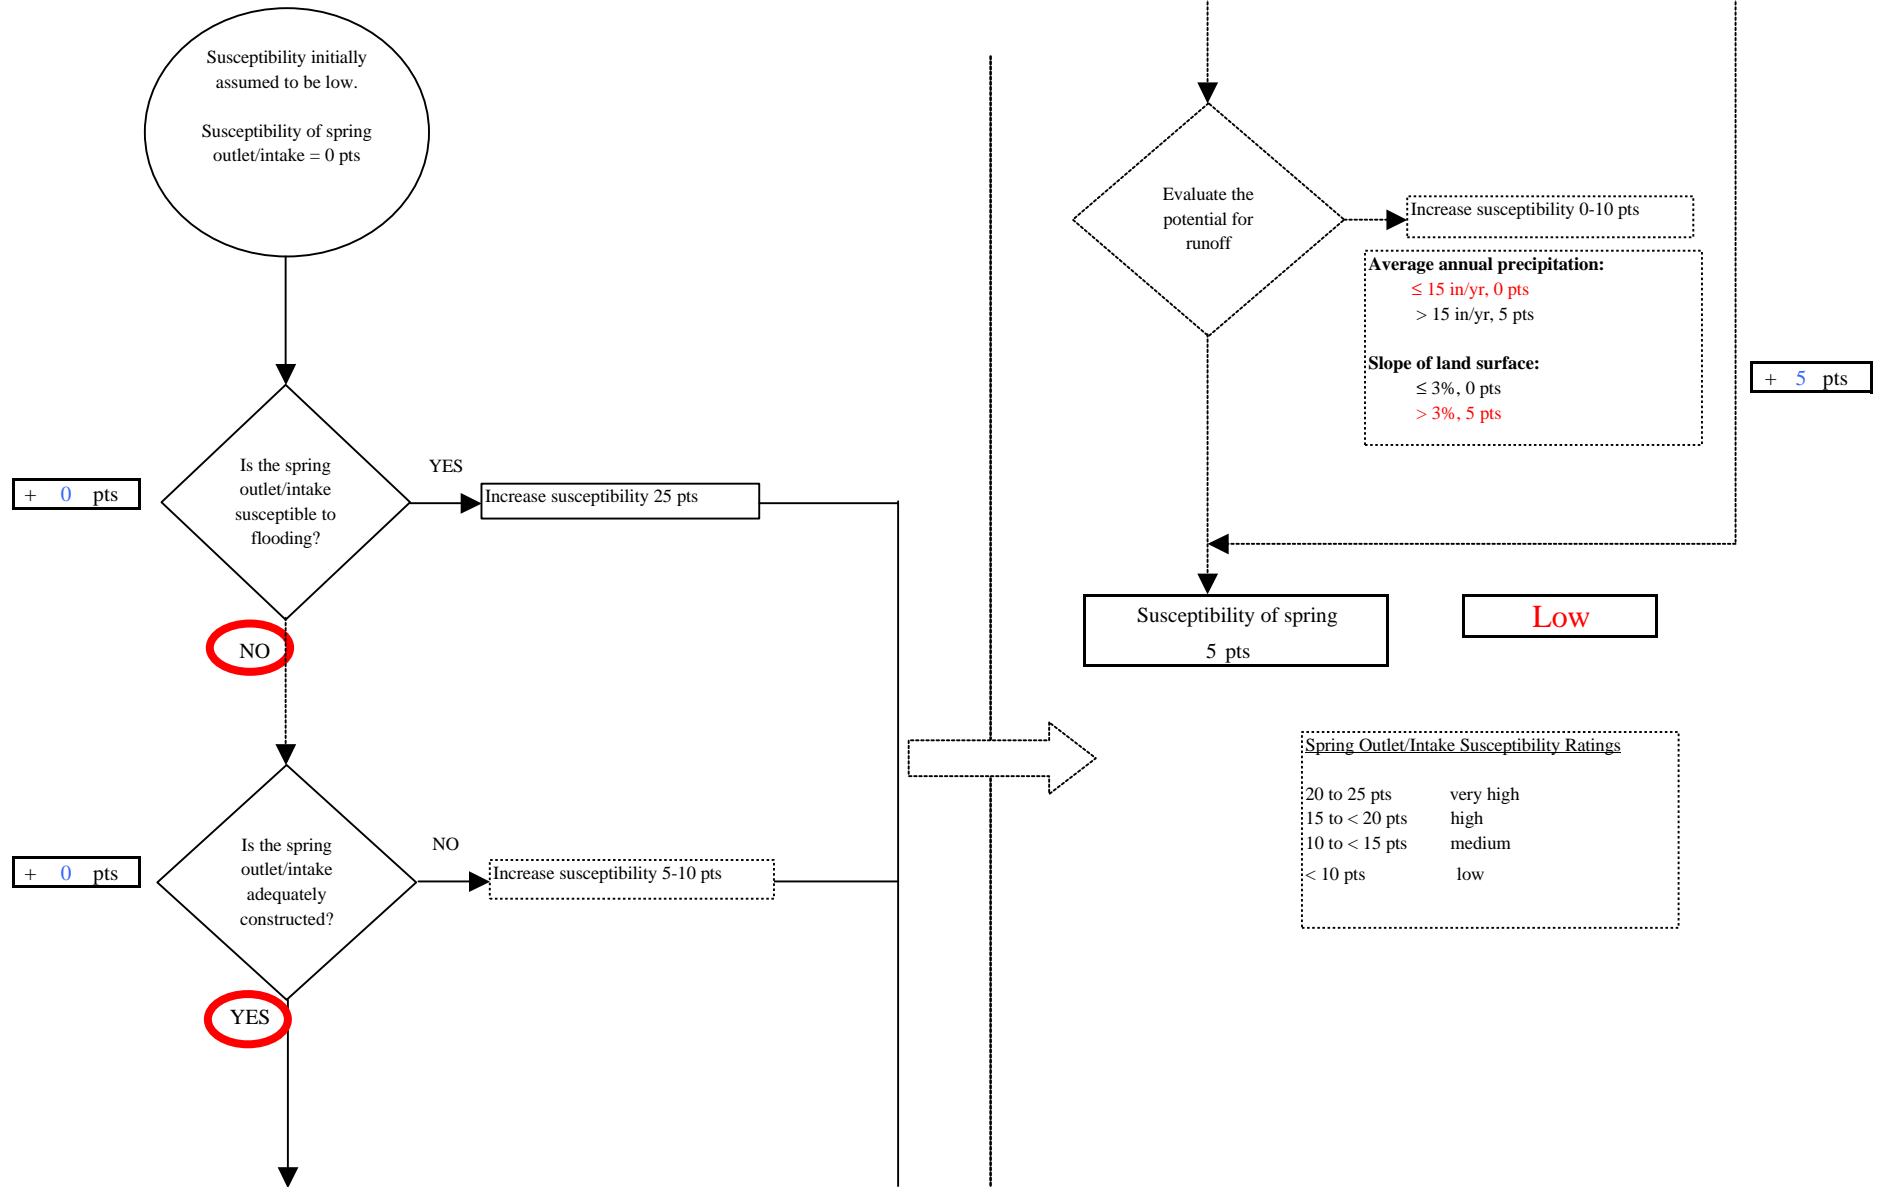 Susceptibility initially
assumed to be low.
Susceptibility of spring
outlet/intake = 0 pts
Is the spring
outlet/intake
susceptible to
flooding?
YES
Increase susceptibility 25 pts
+ 0 pts
NO
Is the spring
outlet/intake
adequately
constructed?
NO
Increase susceptibility 5-10 pts
+ 0 pts
YES
Evaluate the
potential for
runoff
Increase susceptibility 0-10 pts
Average annual precipitation:
≤ 15 in/yr, 0 pts
> 15 in/yr, 5 pts
Slope of land surface:
≤ 3%, 0 pts
> 3%, 5 pts
+ 5 pts
Susceptibility of spring
5 pts
Low
Spring Outlet/Intake Susceptibility Ratings
20 to 25 pts very high
15 to < 20 pts high
10 to < 15 pts medium
< 10 pts low